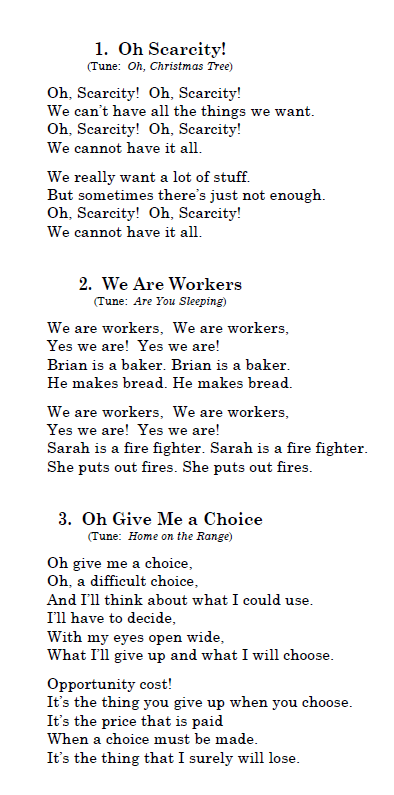 1. Oh Scarcity!
(Tune: Oh, Christmas Tree)
Oh, Scarcity! Oh, Scarcity!
We can't have all the things we want.
Oh, Scarcity! Oh, Scarcity!
We cannot have it all.
We really want a lot of stuff.
But sometimes there's just not enough.
Oh, Scarcity! Oh, Scarcity!
We cannot have it all.
2. We Are Workers
(Tune: Are You Sleeping)
We are workers, We are workers,
Yes we are! Yes we are!
Brian is a baker. Brian is a baker.
He makes bread. He makes bread.
We are workers, We are workers,
Yes we are! Yes we are!
Sarah is a fire fighter. Sarah is a fire fighter.
She puts out fires. She puts out fires.
3. Oh Give Me a Choice
(Tune: Home on the Range)
Oh give me a choice,
Oh, a difficult choice,
And I'll think about what I could use.
I'll have to decide,
With my eyes open wide,
What I'll give up and what I will choose.
Opportunity cost!
It's the thing you give up when you choose.
It's the price that is paid
When a choice must be made.
It's the thing that I surely will lose.